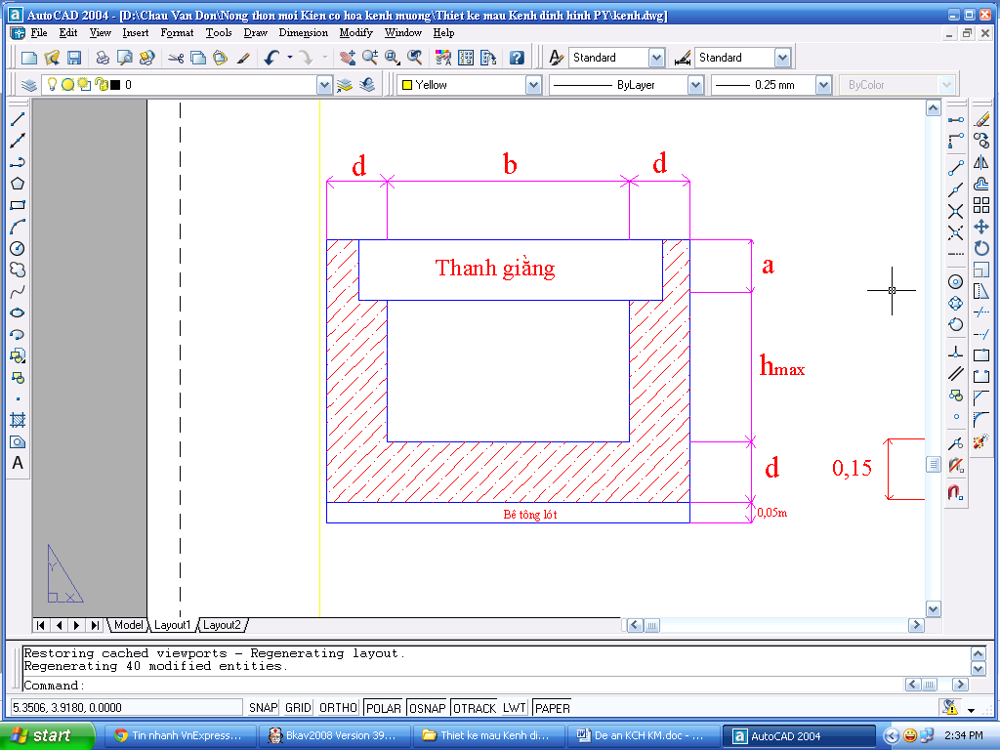 AutoCAD 2004 - [D:\Chau Van Don\Nong thon moi Kien co hoa kenh muong\Thiet ke mau Kenh dinh hinh PY\kenh.dwg]
File Edit View Insert Format Tools Draw Dimension Modify Window Help
Standard Standard
0 Yellow ByLayer 0.25 mm ByColor
d b d
Thanh giằng
a
hmax
d
0,15
Bê tông lót
0,05m
Y
X
A
Model Layout1 Layout2
Restoring cached viewports - Regenerating layout.
Regenerating 40 modified entities.
Command:
5.3506, 3.9180, 0.0000 SNAP GRID ORTHO POLAR OSNAP OTRACK LWT PAPER
start Tin nhanh VnExpress... Bkav2008 Version 39... Thiet ke mau Kenh di... De an KCH KM.doc - ... AutoCAD 2004 2:34 PM